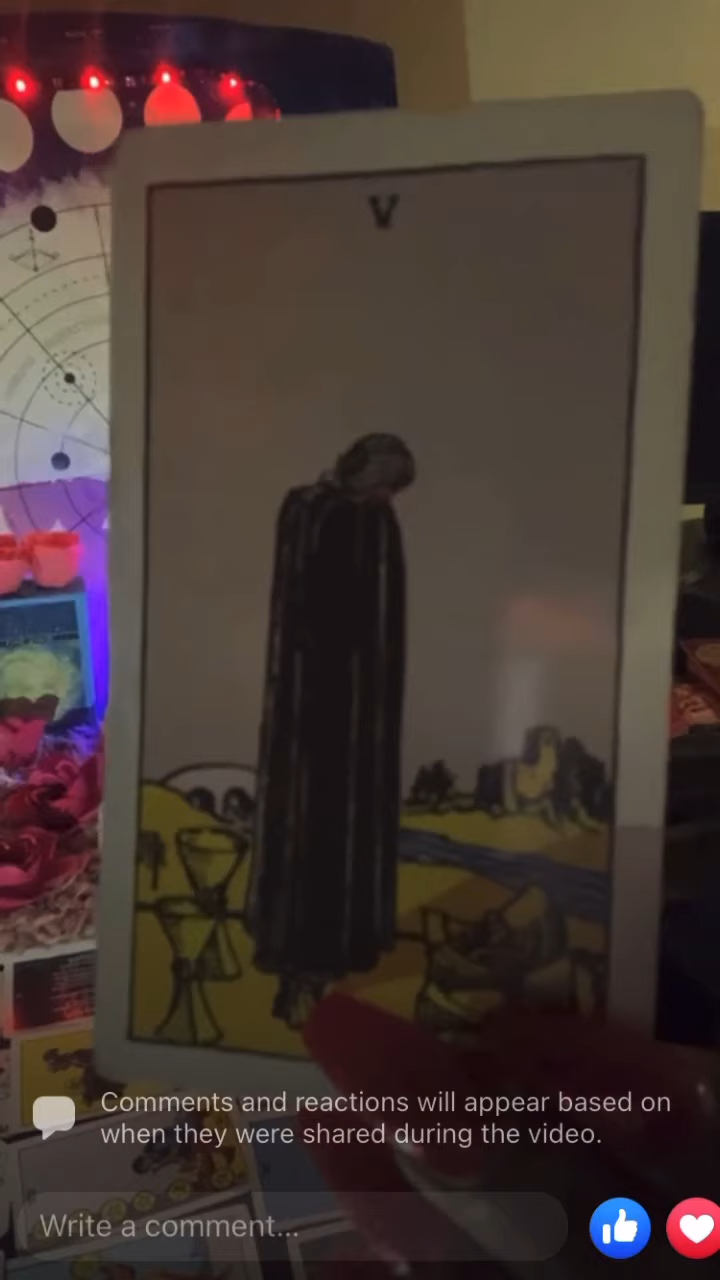 V
Comments and reactions will appear based on
when they were shared during the video.
Write a comment...